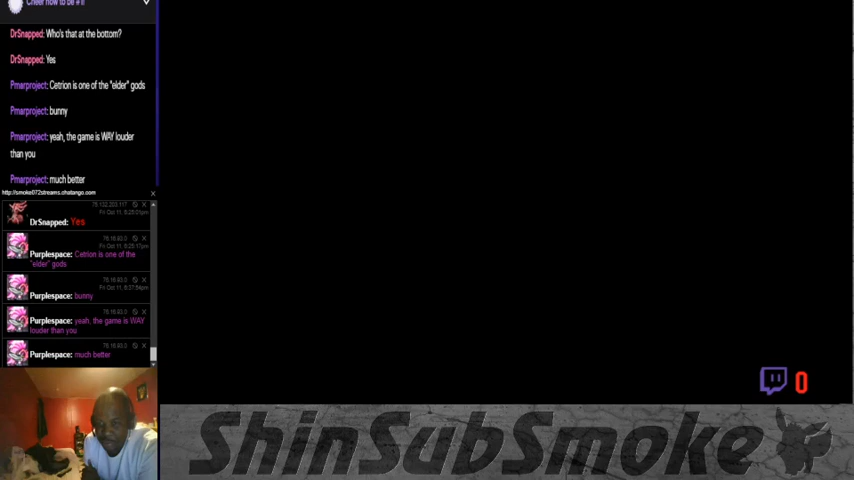 Cheer now to be #1!
DrSnapped: Who's that at the bottom?
DrSnapped: Yes
Pmarproject: Cetrion is one of the "elder" gods
Pmarproject: bunny
Pmarproject: yeah, the game is WAY louder
than you
Pmarproject: much better
http://smoke072streams.chatango.com
DrSnapped: Yes
Purplespace: Cetrion is one of the
"elder" gods
Purplespace: bunny
Purplespace: yeah, the game is WAY
louder than you
Purplespace: much better
0
ShinSubSmoke